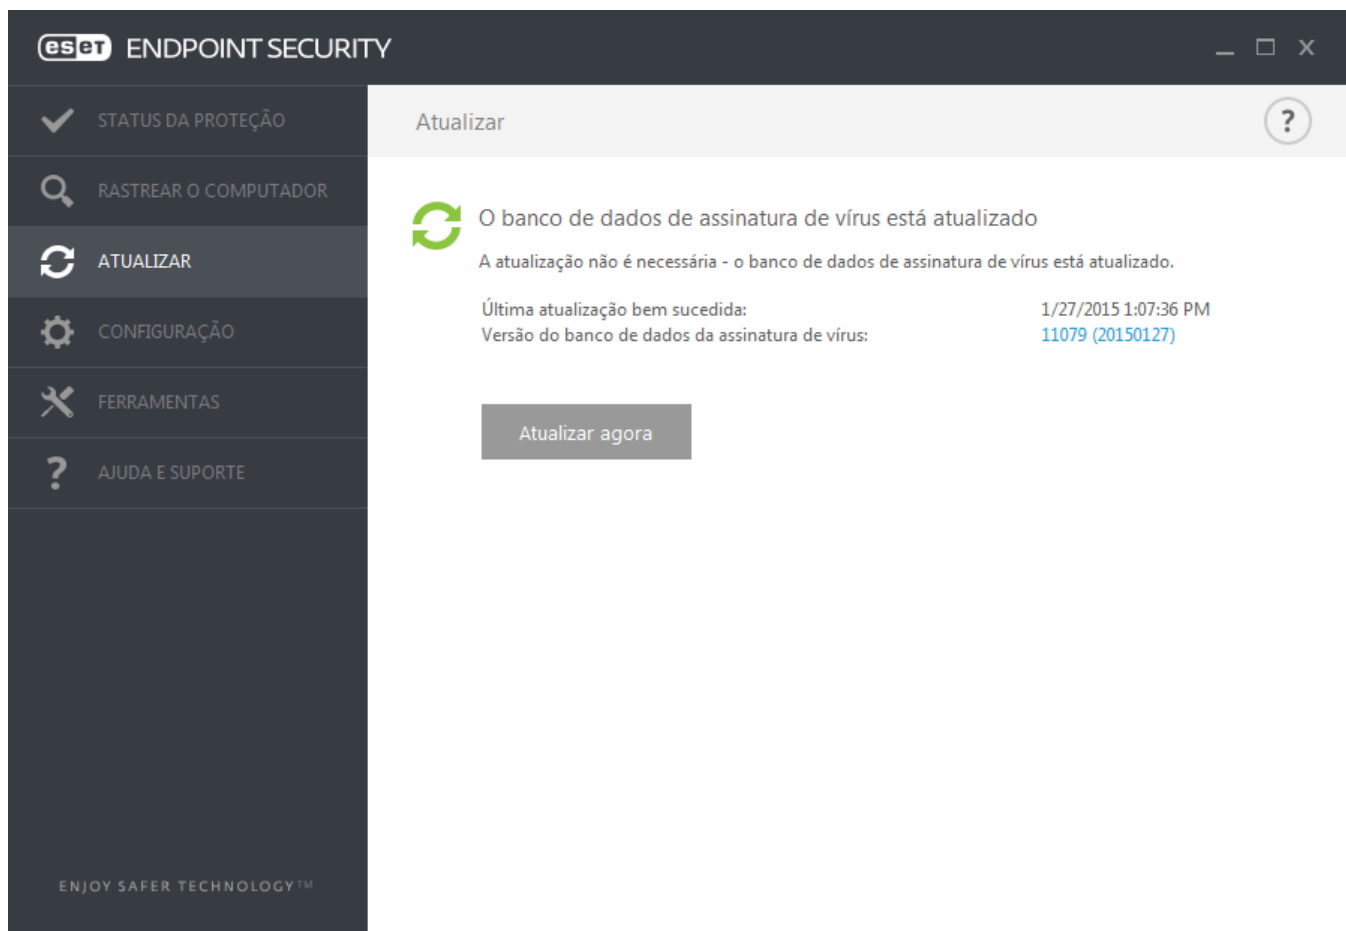 eset ENDPOINT SECURITY
STATUS DA PROTEÇÃO
RASTREAR O COMPUTADOR
ATUALIZAR
CONFIGURAÇÃO
FERRAMENTAS
? AJUDA E SUPORTE
ENJOY SAFER TECHNOLOGY™
Atualizar ?
O banco de dados de assinatura de vírus está atualizado
A atualização não é necessária - o banco de dados de assinatura de vírus está atualizado.
Última atualização bem sucedida: 1/27/2015 1:07:36 PM
Versão do banco de dados da assinatura de vírus: 11079 (20150127)
Atualizar agora